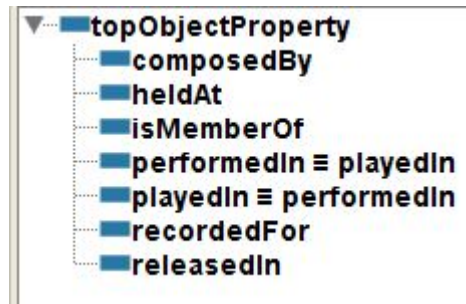 topObjectProperty
composedBy
heldAt
isMemberOf
performedIn ≡ playedIn
playedIn ≡ performedIn
recordedFor
releasedIn